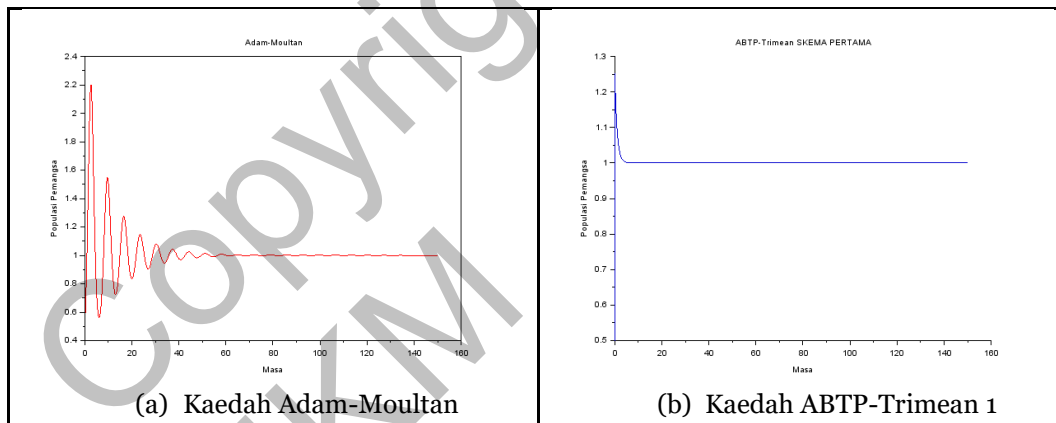 Adam-Moultan
2.4
2.2
2
1.8
1.6
1.4
1.2
1
0.8
0.6
0.4
Populasi Pemangsa
0 20 40 60 80 100 120 140 160
Masa
(a) Kaedah Adam-Moultan
ABTP-Trimean SKEMA PERTAMA
1.3
1.2
1.1
1
0.9
0.8
0.7
0.6
0.5
Populasi Pemangsa
0 20 40 60 80 100 120 140 160
Masa
(b) Kaedah ABTP-Trimean 1
Copyrig
UKM